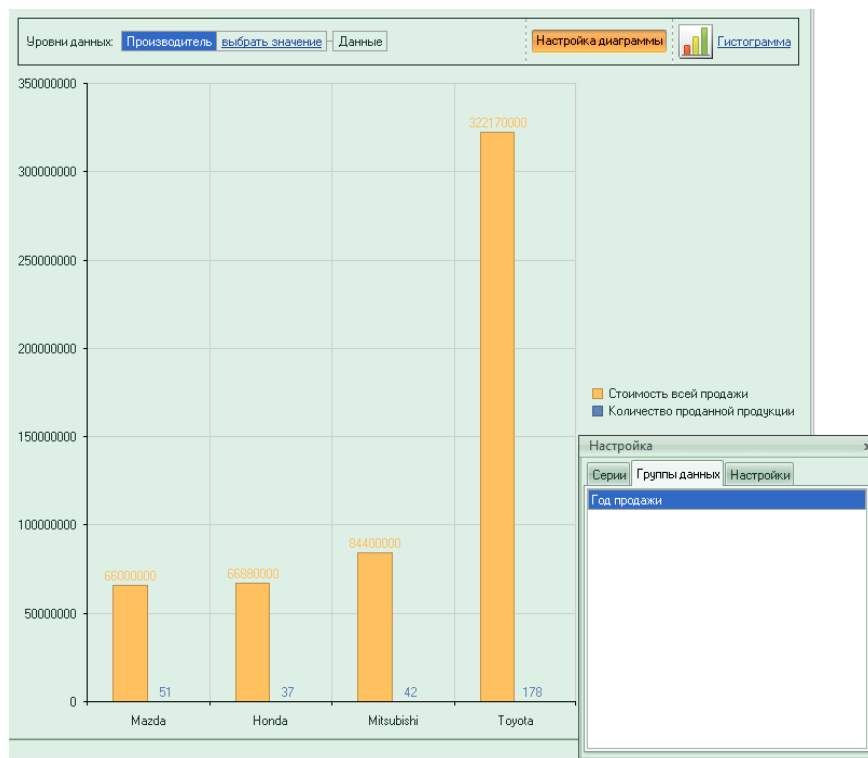 Уровни данных: Производитель выбрать значение Данные Настройка диаграммы Гистограмма
350000000
322170000
300000000
250000000
200000000
Стоимость всей продажи
Количество проданной продукции
150000000
Настройка x
Серии Группы данных Настройки
Год продажи
100000000
84400000
66000000 66880000
50000000
51 37 42 178
0
Mazda Honda Mitsubishi Toyota